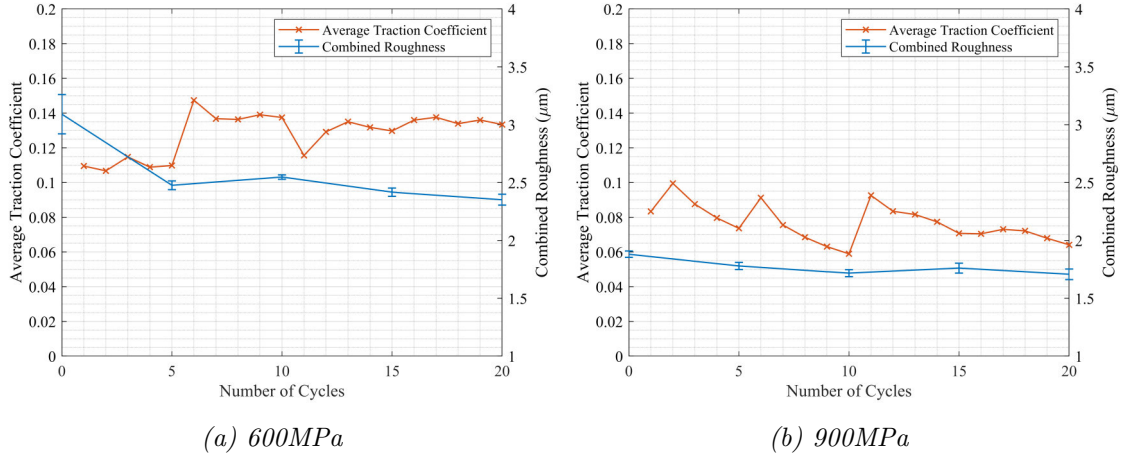 Average Traction Coefficient
Combined Roughness
0.2
0.18
0.16
0.14
0.12
0.1
0.08
0.06
0.04
0.02
0
Average Traction Coefficient
4
3.5
3
2.5
2
1.5
1
Combined Roughness (μm)
0 5 10 15 20
Number of Cycles
(a) 600MPa
Average Traction Coefficient
Combined Roughness
0.2
0.18
0.16
0.14
0.12
0.1
0.08
0.06
0.04
0.02
0
Average Traction Coefficient
4
3.5
3
2.5
2
1.5
1
Combined Roughness (μm)
0 5 10 15 20
Number of Cycles
(b) 900MPa